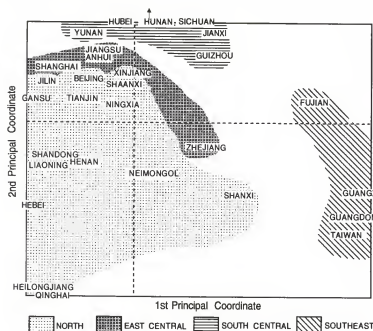 HUBEI HUNAN, SICHUAN
YUNAN JIANXI
JIANGSU
ANHUI GUIZHOU
SHANGHAI XINJIANG
JILIN BEIJING SHAANXI
GANSU TIANJIN NINGXIA
FUJIAN
ZHEJIANG
SHANDONG
LIAONING HENAN
NEIMONGOL
SHANXI GUANG
HEBEI
GUANGDON
TAIWAN
HEILONGJIANG
QINGHAI
2nd Principal Coordinate
1st Principal Coordinate
NORTH EAST CENTRAL SOUTH CENTRAL SOUTHEAST